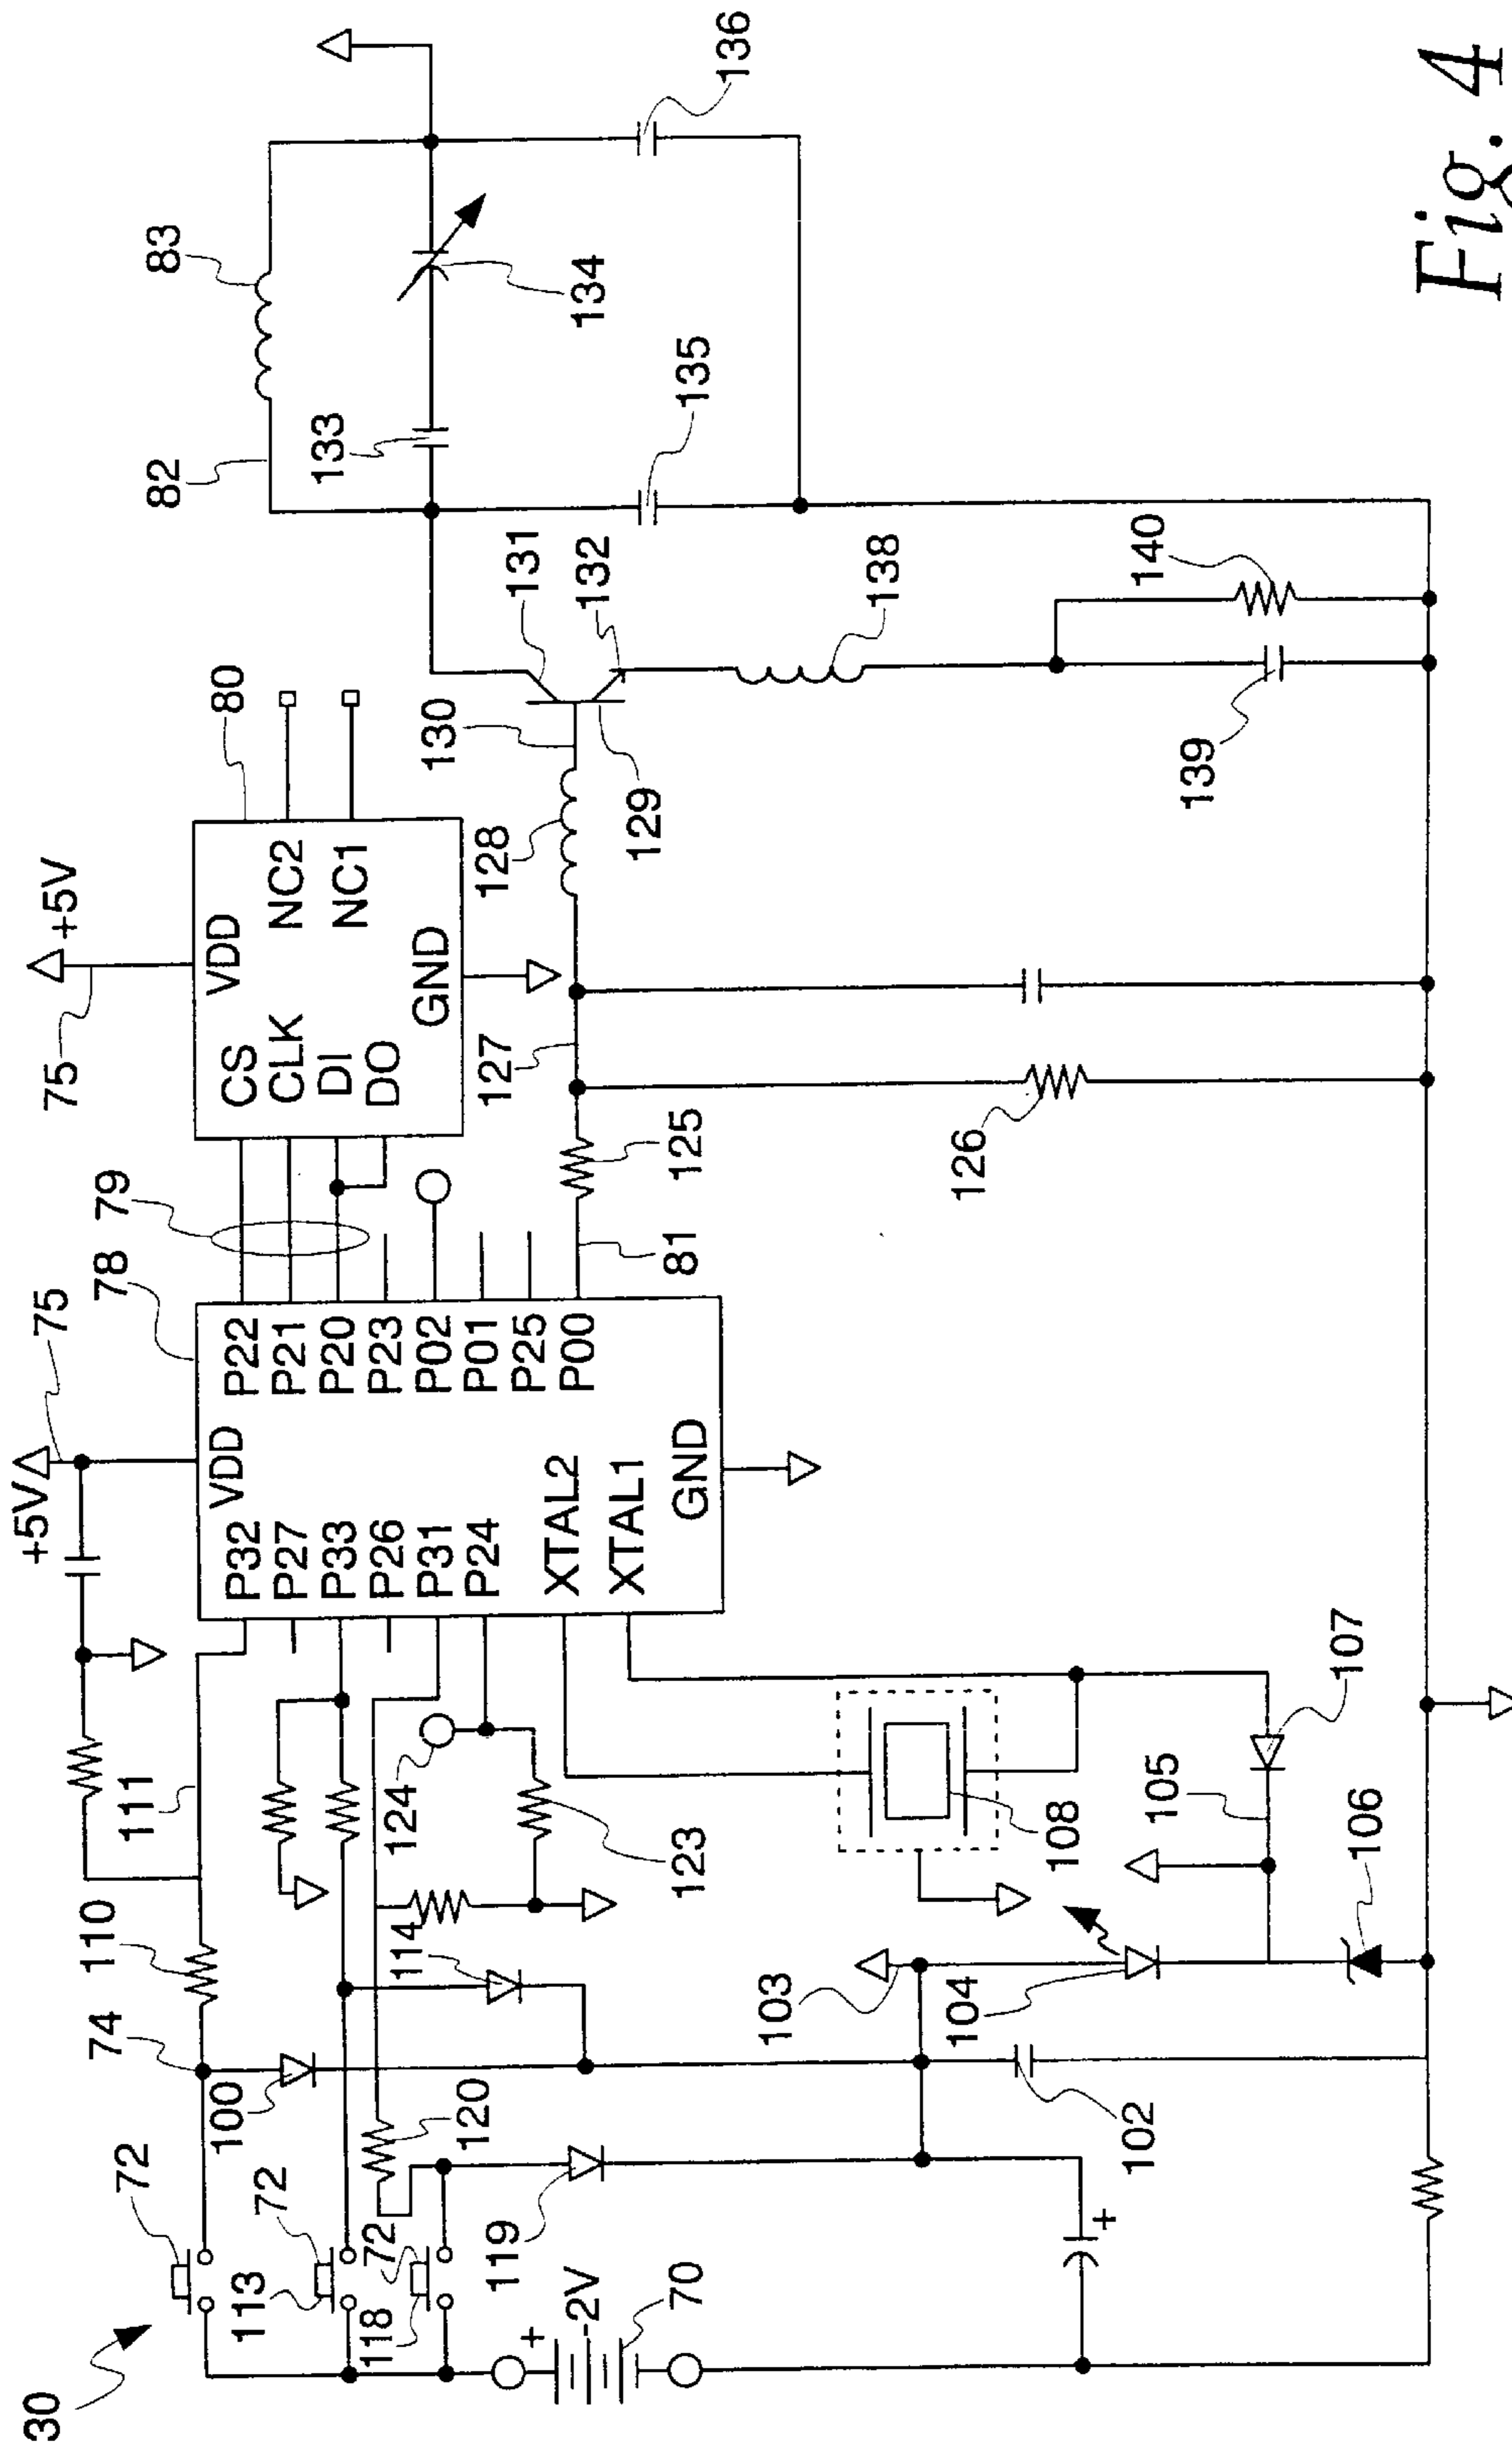 30
72
74
110
111
+5V
75
78
79
75
+5V
80
82
83
100
113
72
118
72
120
114
124
123
P32
P27
P33
P26
P31
P24
XTAL2
XTAL1
VDD
GND
P22
P21
P20
P23
P02
P01
P25
P00
CS
CLK
DI
DO
VDD
GND
NC2
NC1
81
125
127
128
130
129
131
132
133
134
135
136
119
+
-2V
70
+
102
103
104
105
106
107
108
126
138
139
140
Fig. 4